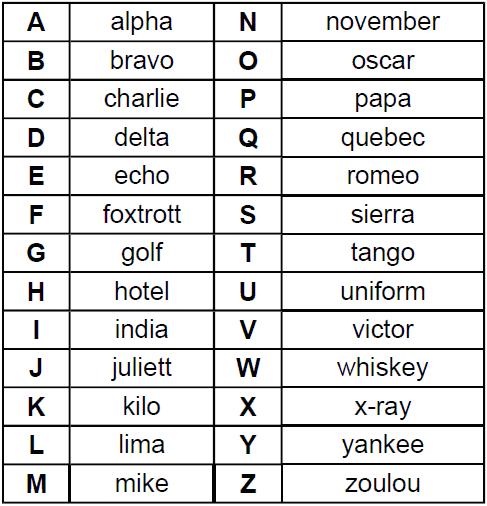 A alpha N november
B bravo O oscar
C charlie P papa
D delta Q quebec
E echo R romeo
F foxtrott S sierra
G golf T tango
H hotel U uniform
I india V victor
J juliett W whiskey
K kilo X x-ray
L lima Y yankee
M mike Z zoulou